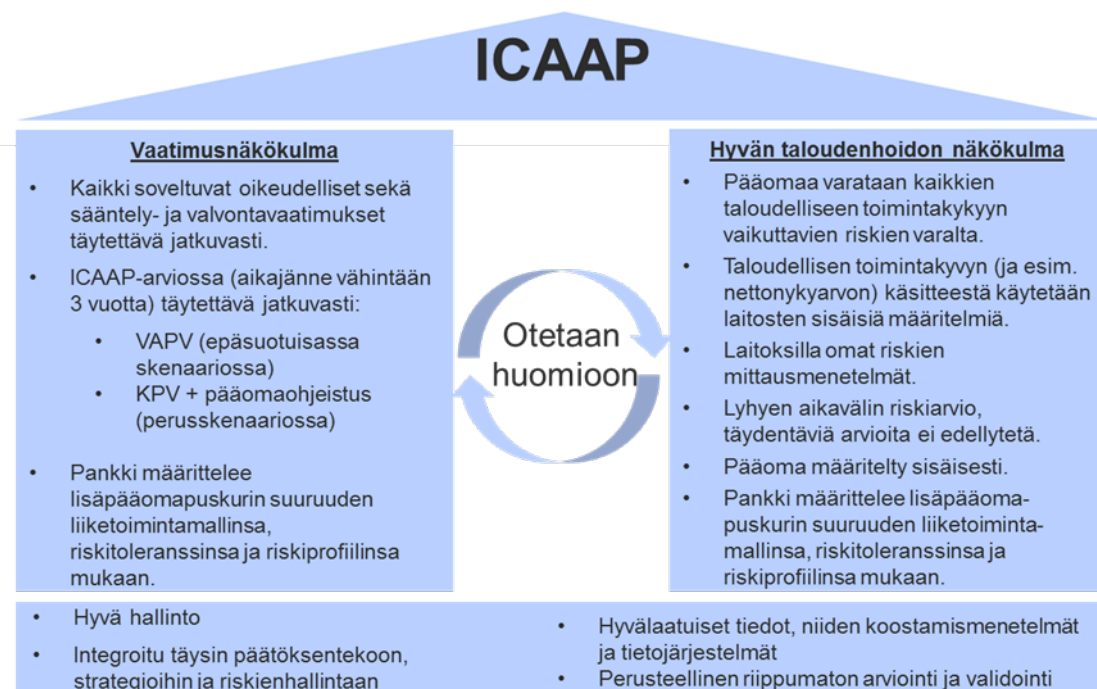 ICAAP
Vaatimusnäkökulma
• Kaikki soveltuvat oikeudelliset sekä
sääntely- ja valvontavaatimukset
täytettävä jatkuvasti.
• ICAAP-arviossa (aikajänne vähintään
3 vuotta) täytettävä jatkuvasti:
• VAPV (epäsuotuisassa
skenaariossa)
• KPV + pääomaohjeistus
(perusskenaariossa)
• Pankki määrittelee
lisäpääomapuskurin suuruuden
liiketoimintamallinsa,
riskitoleranssinsa ja riskiprofiilinsa
mukaan.
Otetaan
huomioon
Hyvän taloudenhoidon näkökulma
• Pääomaa varataan kaikkien
taloudelliseen toimintakykyyn
vaikuttavien riskien varalta.
• Taloudellisen toimintakyvyn (ja esim.
nettonykyarvon) käsitteestä käytetään
laitosten sisäisiä määritelmiä.
• Laitoksilla omat riskien
mittausmenetelmät.
• Lyhyen aikavälin riskiarvio,
täydentäviä arvioita ei edellytetä.
• Pääoma määritelty sisäisesti.
• Pankki määrittelee lisäpääoma-
puskurin suuruuden liiketoiminta-
mallinsa, riskitoleranssinsa ja
riskiprofiilinsa mukaan.
• Hyvä hallinto
• Integroitu täysin päätöksentekoon,
strategioihin ja riskienhallintaan
• Hyvälaatuiset tiedot, niiden koostamismenetelmät
ja tietojärjestelmät
• Perusteellinen riippumaton arviointi ja validointi